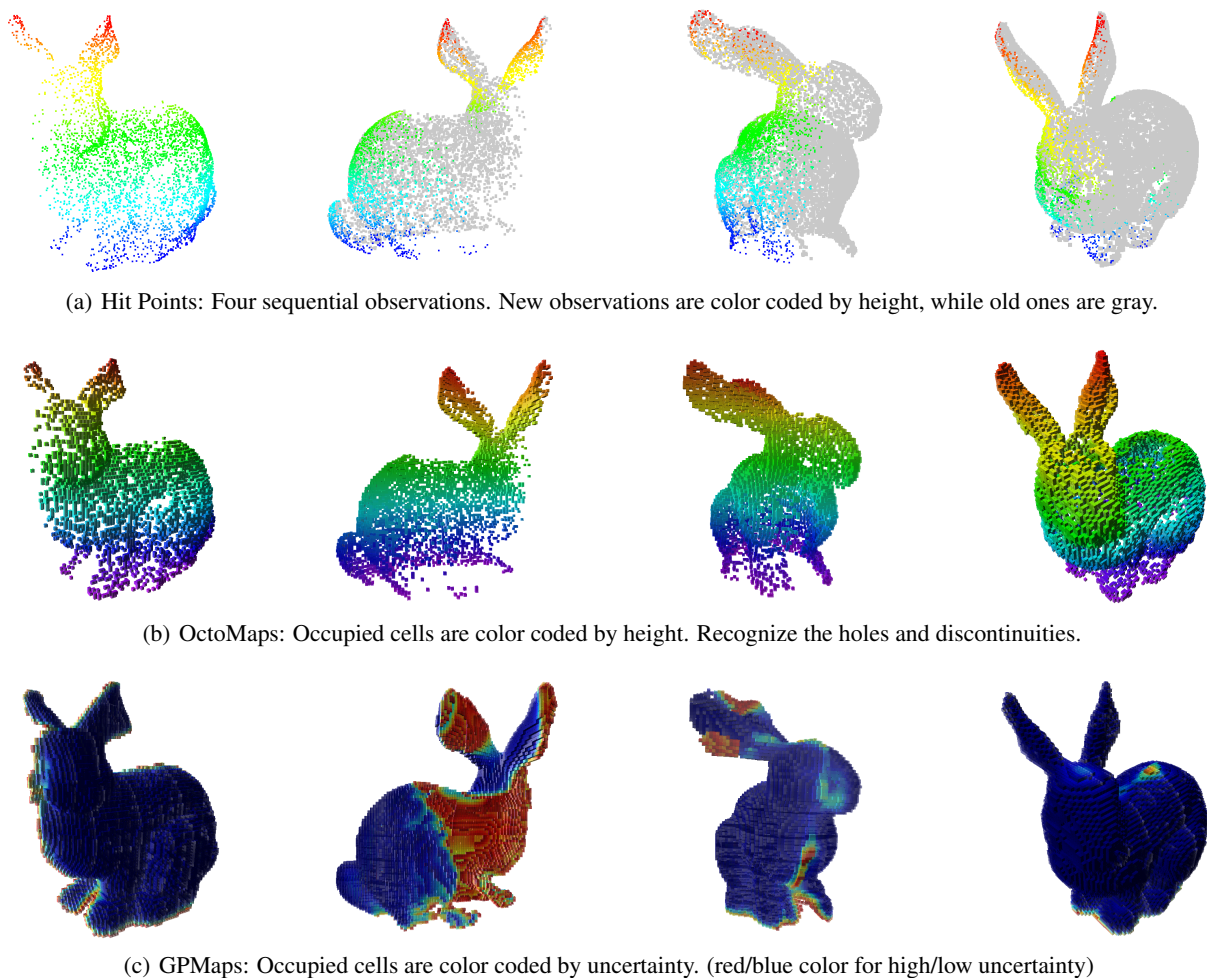 (a) Hit Points: Four sequential observations. New observations are color coded by height, while old ones are gray.
(b) OctoMaps: Occupied cells are color coded by height. Recognize the holes and discontinuities.
(c) GPMaps: Occupied cells are color coded by uncertainty. (red/blue color for high/low uncertainty)